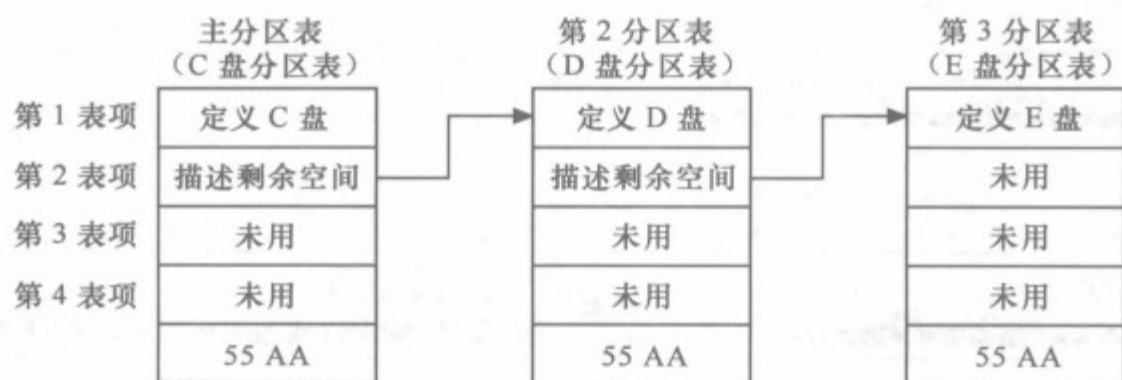 主分区表 第 2 分区表 第 3 分区表
（C 盘分区表） （D 盘分区表） （E 盘分区表）
第 1 表项 定义 C 盘 定义 D 盘 定义 E 盘
第 2 表项 描述剩余空间 描述剩余空间 未用
第 3 表项 未用 未用 未用
第 4 表项 未用 未用 未用
55 AA 55 AA 55 AA